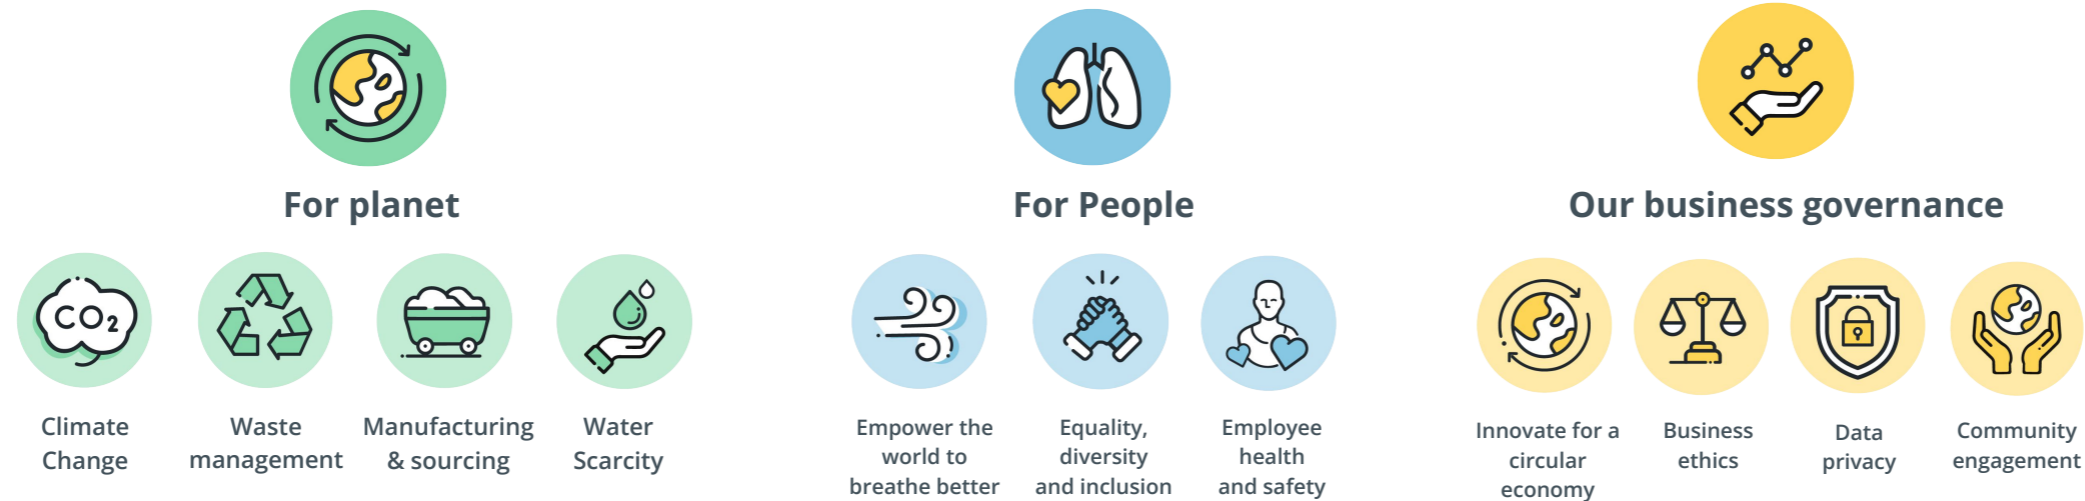 For planet
CO2
Climate
Change
Waste
management
Manufacturing
& sourcing
Water
Scarcity
For People
Empower the
world to
breathe better
Equality,
diversity
and inclusion
Employee
health
and safety
Our business governance
Innovate for a
circular
economy
Business
ethics
Data
privacy
Community
engagement